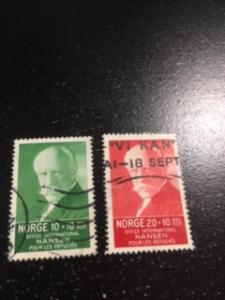 NORGE 10+10 ØRE POST
OFFICE INTERNATIONAL
NANSEN
POUR LES RÉFUGIÉS
"VI KAN"
AI-18 SEPT
NORGE 20+10
OFFICE INTERNATIONAL
NANSEN
POUR LES RÉFUGIÉS